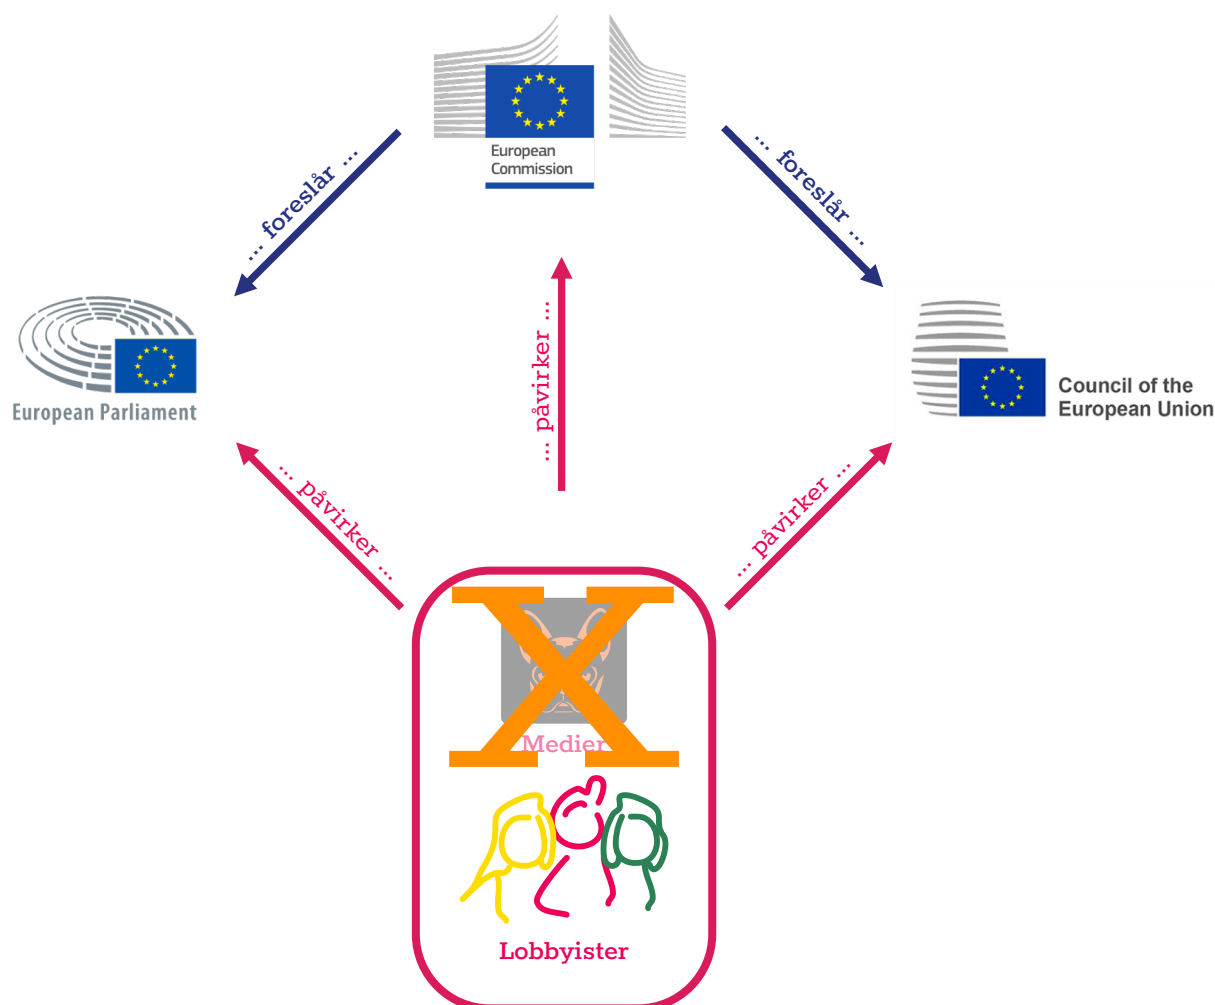 European
Commission
... foreslår ...
... foreslår ...
... påvirker ...
European Parliament
Council of the
European Union
... påvirker ...
... påvirker ...
X
Medier
Lobbyister